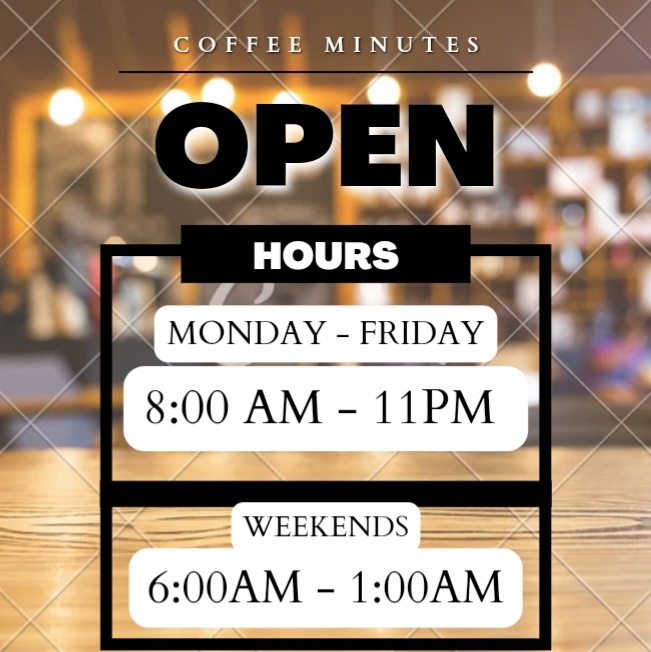 COFFEE MINUTES
OPEN
HOURS
MONDAY - FRIDAY
8:00 AM - 11PM
WEEKENDS
6:00AM - 1:00AM